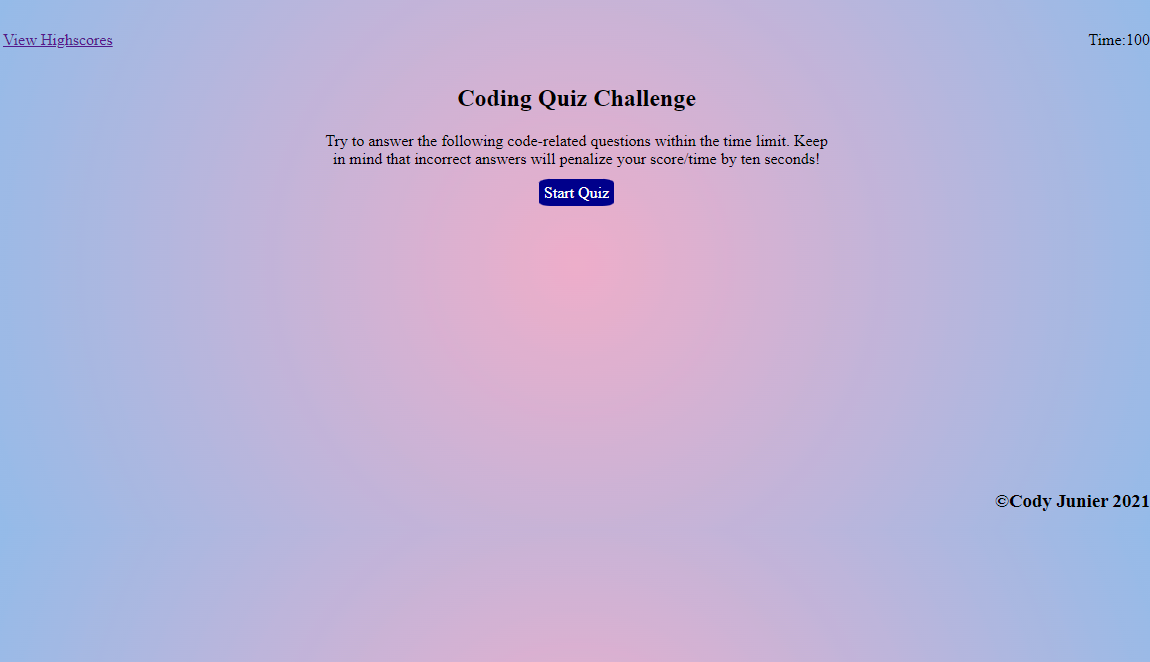 View Highscores
Time:100
Coding Quiz Challenge
Try to answer the following code-related questions within the time limit. Keep
in mind that incorrect answers will penalize your score/time by ten seconds!
Start Quiz
©Cody Junier 2021